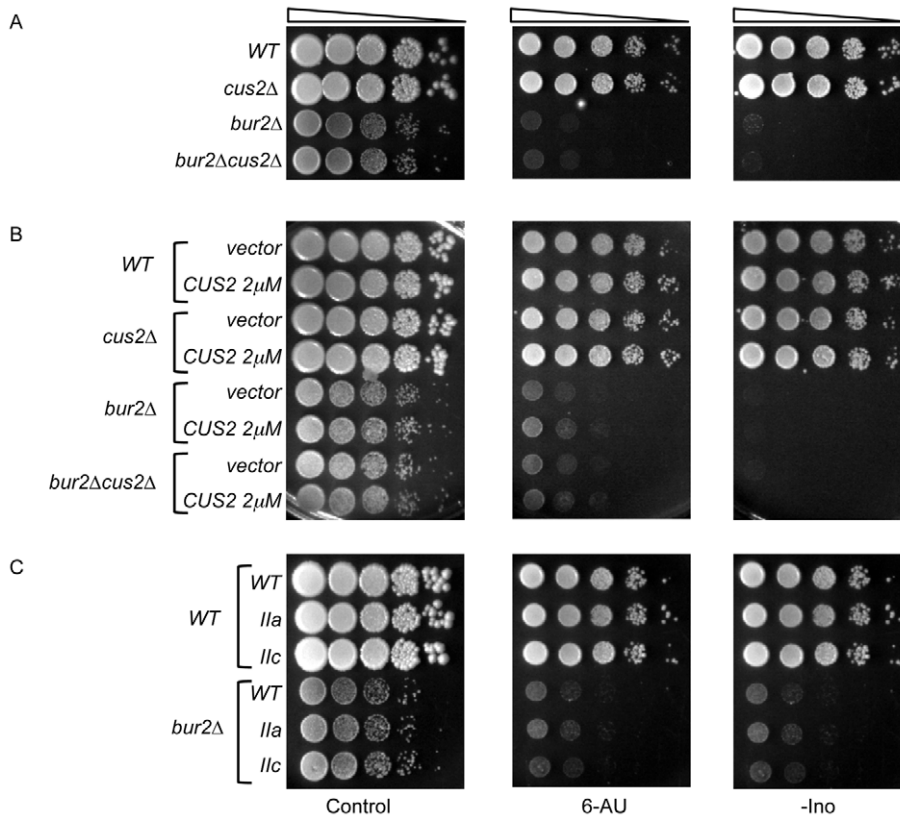 A
WT
cus2Δ
bur2Δ
bur2Δcus2Δ
B
WT
vector
CUS2 2μM
cus2Δ
vector
CUS2 2μM
bur2Δ
vector
CUS2 2μM
bur2Δcus2Δ
vector
CUS2 2μM
C
WT
WT
IIa
IIc
bur2Δ
WT
IIa
IIc
Control
6-AU
-Ino